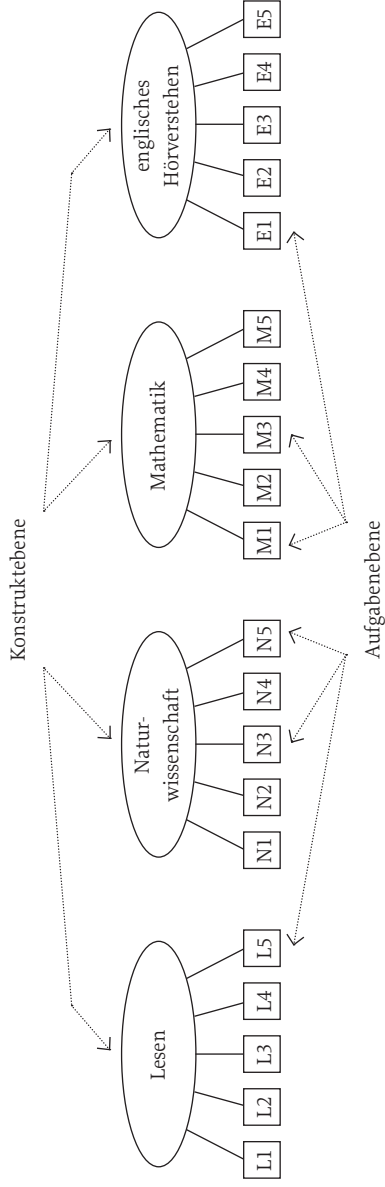 Konstruktebene
Lesen
Natur-
wissenschaft
Mathematik
englisches
Hörverstehen
L1 L2 L3 L4 L5
N1 N2 N3 N4 N5
M1 M2 M3 M4 M5
E1 E2 E3 E4 E5
Aufgabenebene